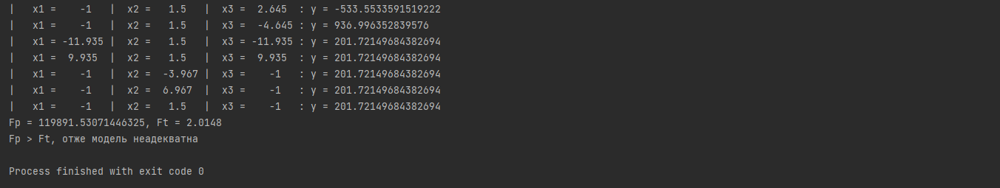 |   x1 =    -1   |  x2 =   1.5   |  x3 =  2.645  : y = -533.5533591519222
|   x1 =    -1   |  x2 =   1.5   |  x3 =  -4.645 : y = 936.996352839576
|   x1 = -11.935 |  x2 =   1.5   |  x3 = -11.935 : y = 201.72149684382694
|   x1 =  9.935  |  x2 =   1.5   |  x3 =  9.935  : y = 201.72149684382694
|   x1 =    -1   |  x2 =  -3.967 |  x3 =    -1   : y = 201.72149684382694
|   x1 =    -1   |  x2 =  6.967  |  x3 =    -1   : y = 201.72149684382694
|   x1 =    -1   |  x2 =   1.5   |  x3 =    -1   : y = 201.72149684382694
Fp = 119891.53071446325, Ft = 2.0148
Fp > Ft, отже модель неадекватна
Process finished with exit code 0